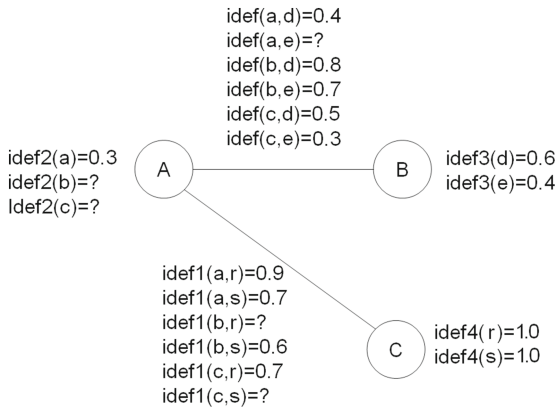 idef(a,d)=0.4
idef(a,e)=?
idef(b,d)=0.8
idef(b,e)=0.7
idef(c,d)=0.5
idef(c,e)=0.3
idef2(a)=0.3
idef2(b)=?
Idef2(c)=?
A
B
idef3(d)=0.6
idef3(e)=0.4
idef1(a,r)=0.9
idef1(a,s)=0.7
idef1(b,r)=?
idef1(b,s)=0.6
idef1(c,r)=0.7
idef1(c,s)=?
C
idef4(r)=1.0
idef4(s)=1.0